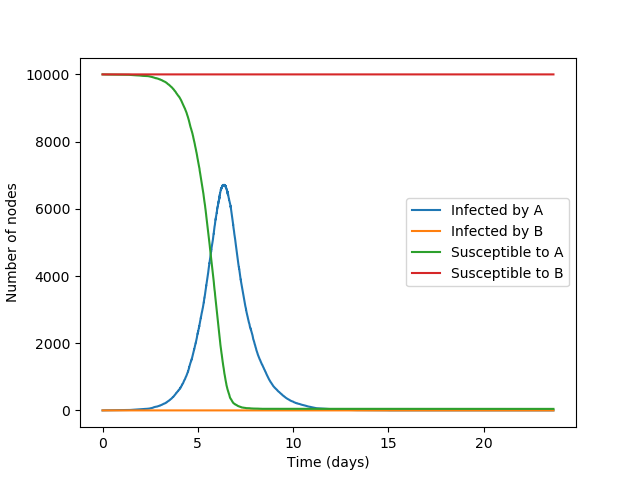 10000
8000
6000
4000
2000
0
Number of nodes
Infected by A
Infected by B
Susceptible to A
Susceptible to B
0 5 10 15 20
Time (days)